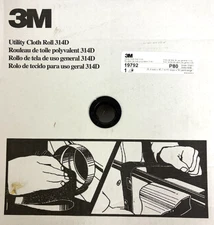 3M
Utility Cloth Roll 314D
Rouleau de toile polyvalent 314D
Rollo de tela de uso general 314D
Rolo de tecido para uso geral 314D
3M
19792 P80
1